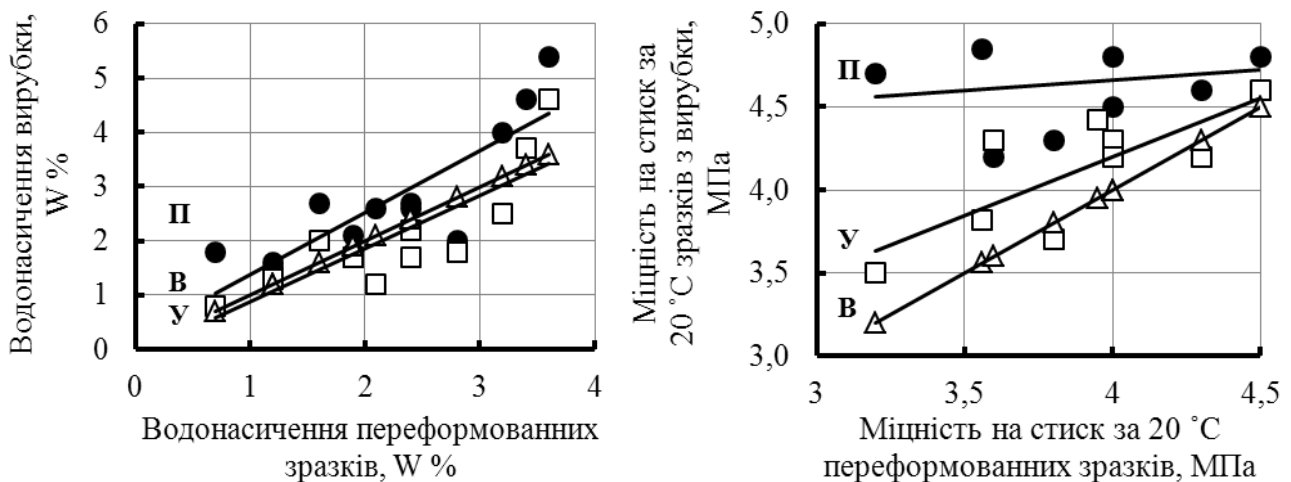 Водонасичення вирубки,
W %
6
5
4
3
2
1
0
П
В
У
0
1
2
3
4
Водонасичення переформованних
зразків, W %
Міцність на стиск за
20 ˚С зразків з вирубки,
МПа
5,0
4,5
4,0
3,5
3,0
П
У
В
3
3,5
4
4,5
Міцність на стиск за 20 ˚С
переформованних зразків, МПа